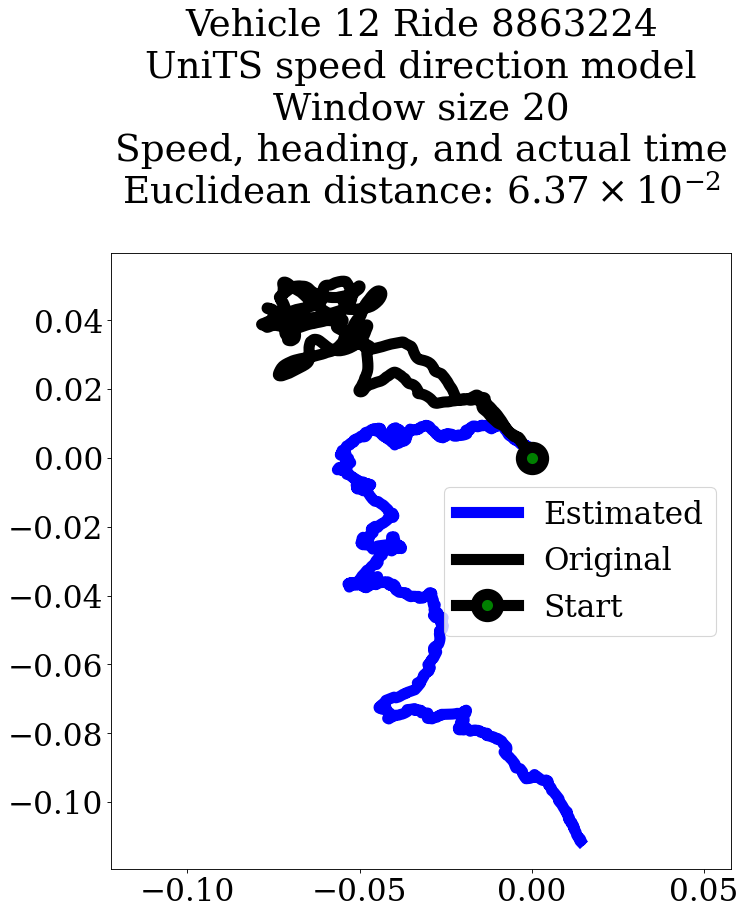 Vehicle 12 Ride 8863224
UniTS speed direction model
Window size 20
Speed, heading, and actual time
Euclidean distance: 6.37 × 10⁻²
0.04
0.02
0.00
−0.02
−0.04
−0.06
−0.08
−0.10
Estimated
Original
Start
−0.10 −0.05 0.00 0.05